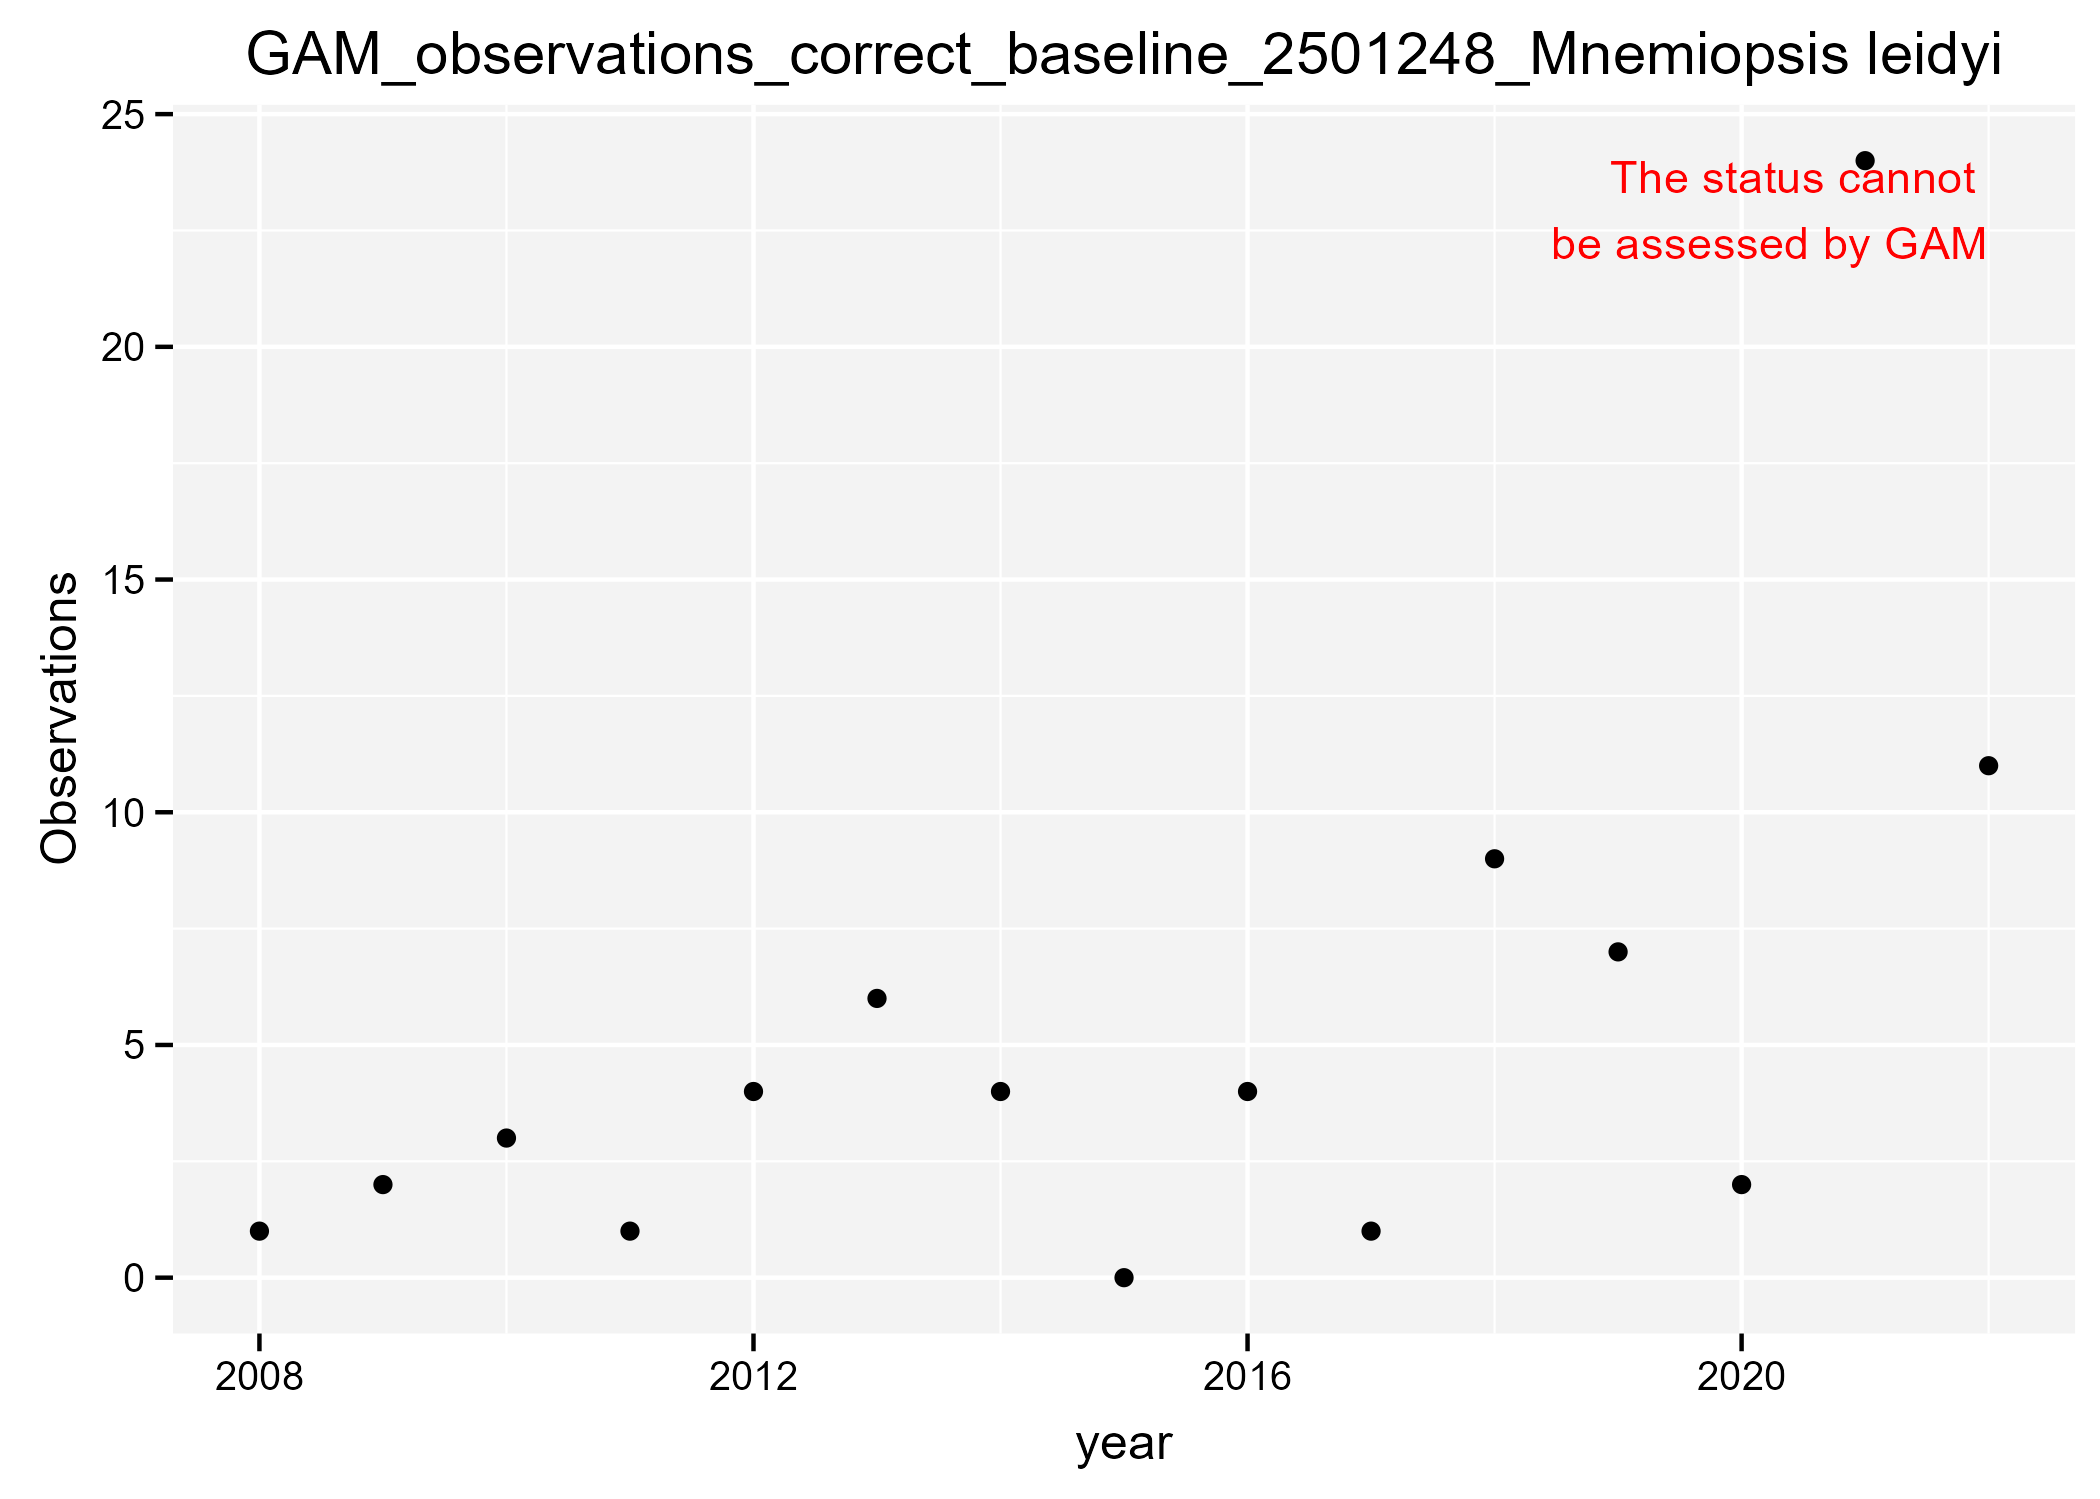 GAM_observations_correct_baseline_2501248_Mnemiopsis leidyi
25
20
15
10
5
0
Observations
The status cannot
be assessed by GAM
2008 2012 2016 2020
year